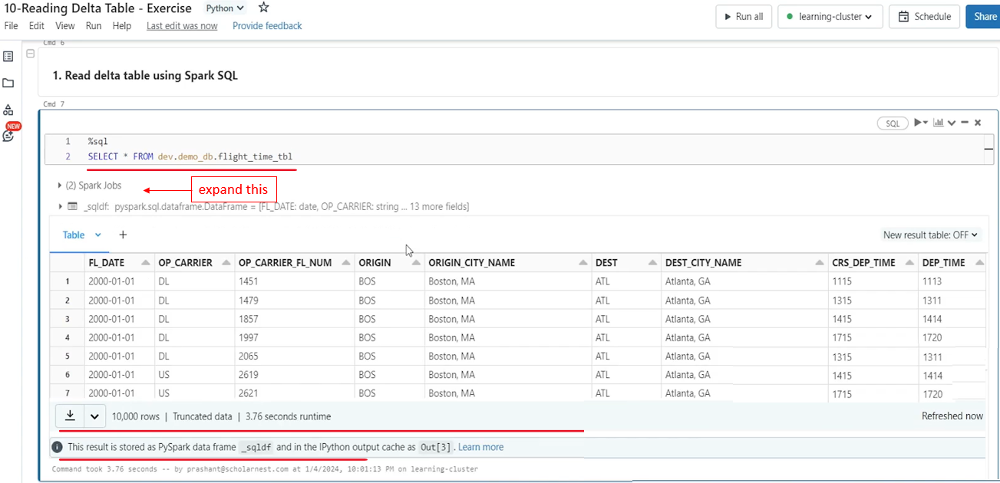 10-Reading Delta Table - Exercise Python
File Edit View Run Help Last edit was now Provide feedback
Run all learning-cluster Schedule Share
Cmd 6
1. Read delta table using Spark SQL
Cmd 7
NEW
SQL
1 %sql
2 SELECT * FROM dev.demo_db.flight_time_tbl
(2) Spark Jobs
expand this
_sqldf: pyspark.sql.dataframe.DataFrame = [FL_DATE: date, OP_CARRIER: string ... 13 more fields]
Table +
New result table: OFF
FL_DATE OP_CARRIER OP_CARRIER_FL_NUM ORIGIN ORIGIN_CITY_NAME DEST DEST_CITY_NAME CRS_DEP_TIME DEP_TIME
1 2000-01-01 DL 1451 BOS Boston, MA ATL Atlanta, GA 1115 1113
2 2000-01-01 DL 1479 BOS Boston, MA ATL Atlanta, GA 1315 1311
3 2000-01-01 DL 1857 BOS Boston, MA ATL Atlanta, GA 1415 1414
4 2000-01-01 DL 1997 BOS Boston, MA ATL Atlanta, GA 1715 1720
5 2000-01-01 DL 2065 BOS Boston, MA ATL Atlanta, GA 1315 1311
6 2000-01-01 US 2619 BOS Boston, MA ATL Atlanta, GA 1415 1414
7 2000-01-01 US 2621 BOS Boston, MA ATL Atlanta, GA 1715 1720
10,000 rows | Truncated data | 3.76 seconds runtime
Refreshed now
This result is stored as PySpark data frame _sqldf and in the IPython output cache as Out[3]. Learn more
Command took 3.76 seconds -- by prashant@scholarnest.com at 1/4/2024, 10:01:13 PM on learning-cluster